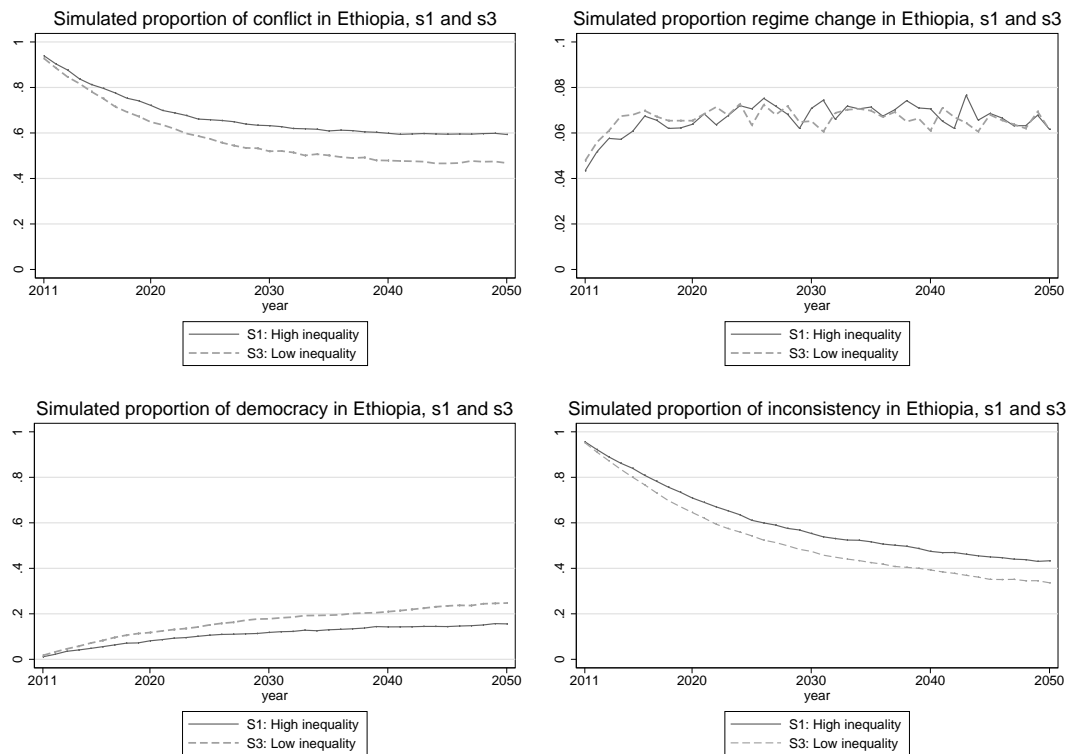 Simulated proportion of conflict in Ethiopia, s1 and s3
1
.8
.6
.4
.2
0
2011 2020 2030 2040 2050
year
S1: High inequality
S3: Low inequality
Simulated proportion regime change in Ethiopia, s1 and s3
0.1
.08
.06
.04
.02
0
2011 2020 2030 2040 2050
year
S1: High inequality
S3: Low inequality
Simulated proportion of democracy in Ethiopia, s1 and s3
1
.8
.6
.4
.2
0
2011 2020 2030 2040 2050
year
S1: High inequality
S3: Low inequality
Simulated proportion of inconsistency in Ethiopia, s1 and s3
1
.8
.6
.4
.2
0
2011 2020 2030 2040 2050
year
S1: High inequality
S3: Low inequality